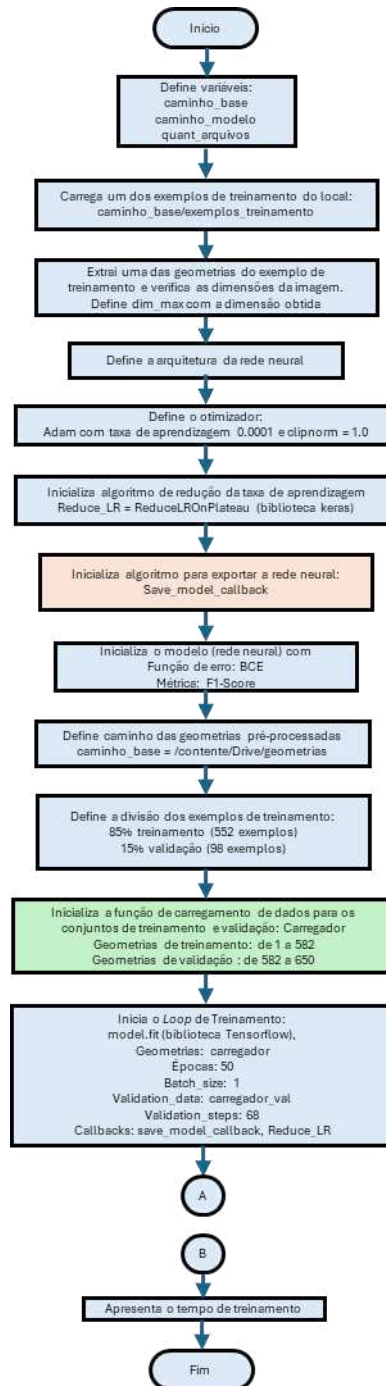 Início
Define variáveis:
caminho_base
caminho_modelo
quant_arquivos
Carrega um dos exemplos de treinamento do local:
caminho_base/exemplos_treinamento
Extrai uma das geometrias do exemplo de
treinamento e verifica as dimensões da imagem.
Define dim_max com a dimensão obtida
Define a arquitetura da rede neural
Define o otimizador:
Adam com taxa de aprendizagem 0.0001 e clipnorm = 1.0
Inicializa algoritmo de redução da taxa de aprendizagem
Reduce_LR = ReduceLROnPlateau (biblioteca keras)
Inicializa algoritmo para exportar a rede neural:
Save_model_callback
Inicializa o modelo (rede neural) com
Função de erro: BCE
Métrica: F1-Score
Define caminho das geometrias pré-processadas
caminho_base = /contente/Drive/geometrias
Define a divisão dos exemplos de treinamento:
85% treinamento (552 exemplos)
15% validação (98 exemplos)
Inicializa a função de carregamento de dados para os
conjuntos de treinamento e validação: Carregador
Geometrias de treinamento: de 1 a 582
Geometrias de validação : de 582 a 650
Inicia o Loop de Treinamento:
model.fit (biblioteca Tensorflow),
Geometrias: carregador
Épocas: 50
Batch_size: 1
Validation_data: carregador_val
Validation_steps: 68
Callbacks: save_model_callback, Reduce_LR
A
B
Apresenta o tempo de treinamento
Fim